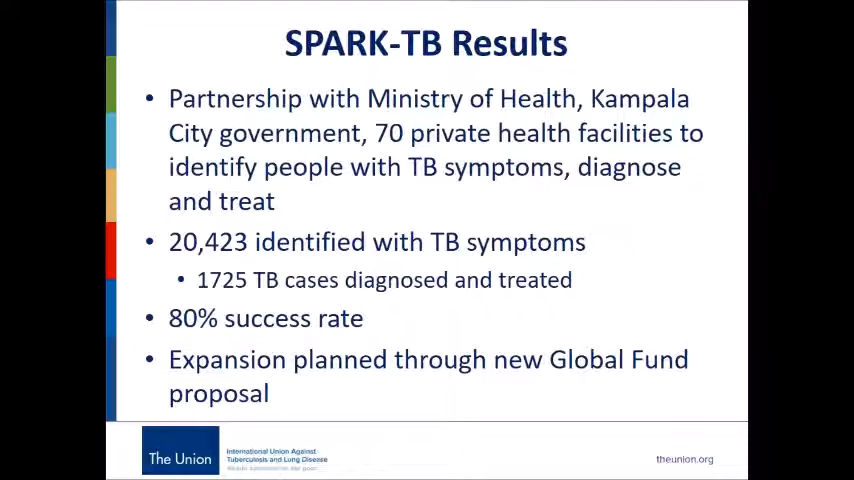 SPARK-TB Results
• Partnership with Ministry of Health, Kampala
City government, 70 private health facilities to
identify people with TB symptoms, diagnose
and treat
• 20,423 identified with TB symptoms
• 1725 TB cases diagnosed and treated
• 80% success rate
• Expansion planned through new Global Fund
proposal
The Union
International Union Against
Tuberculosis and Lung Disease
theunion.org